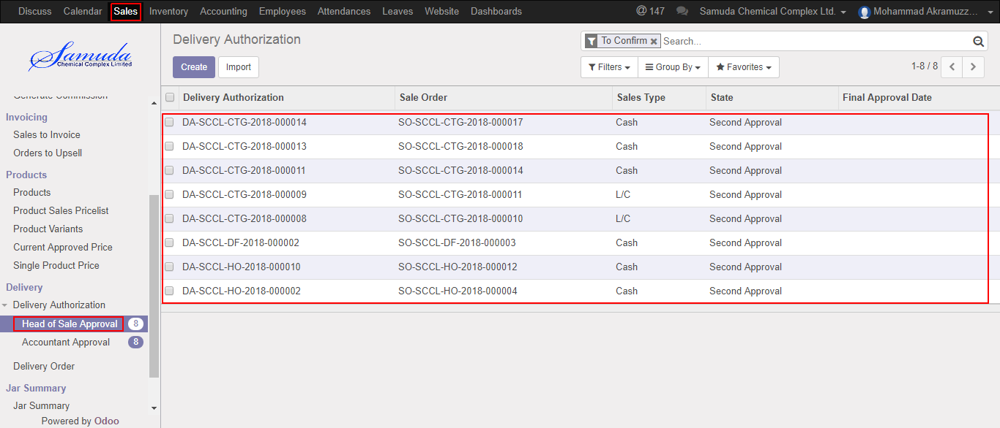 Discuss Calendar Sales Inventory Accounting Employees Attendances Leaves Website Dashboards @ 147 Samuda Chemical Complex Ltd. Mohammad Akramuzz...
Samuda
Chemical Complex Limited
Generate Commission
Invoicing
Sales to Invoice
Orders to Upsell
Products
Products
Product Sales Pricelist
Product Variants
Current Approved Price
Single Product Price
Delivery
Delivery Authorization
Head of Sale Approval 8
Accountant Approval 8
Delivery Order
Jar Summary
Jar Summary
Powered by Odoo
Delivery Authorization
To Confirm Search...
Create Import
Filters Group By Favorites 1-8 / 8
Delivery Authorization Sale Order Sales Type State Final Approval Date
DA-SCCL-CTG-2018-000014 SO-SCCL-CTG-2018-000017 Cash Second Approval
DA-SCCL-CTG-2018-000013 SO-SCCL-CTG-2018-000018 Cash Second Approval
DA-SCCL-CTG-2018-000011 SO-SCCL-CTG-2018-000014 Cash Second Approval
DA-SCCL-CTG-2018-000009 SO-SCCL-CTG-2018-000011 L/C Second Approval
DA-SCCL-CTG-2018-000008 SO-SCCL-CTG-2018-000010 L/C Second Approval
DA-SCCL-DF-2018-000002 SO-SCCL-DF-2018-000003 Cash Second Approval
DA-SCCL-HO-2018-000010 SO-SCCL-HO-2018-000012 Cash Second Approval
DA-SCCL-HO-2018-000002 SO-SCCL-HO-2018-000004 Cash Second Approval